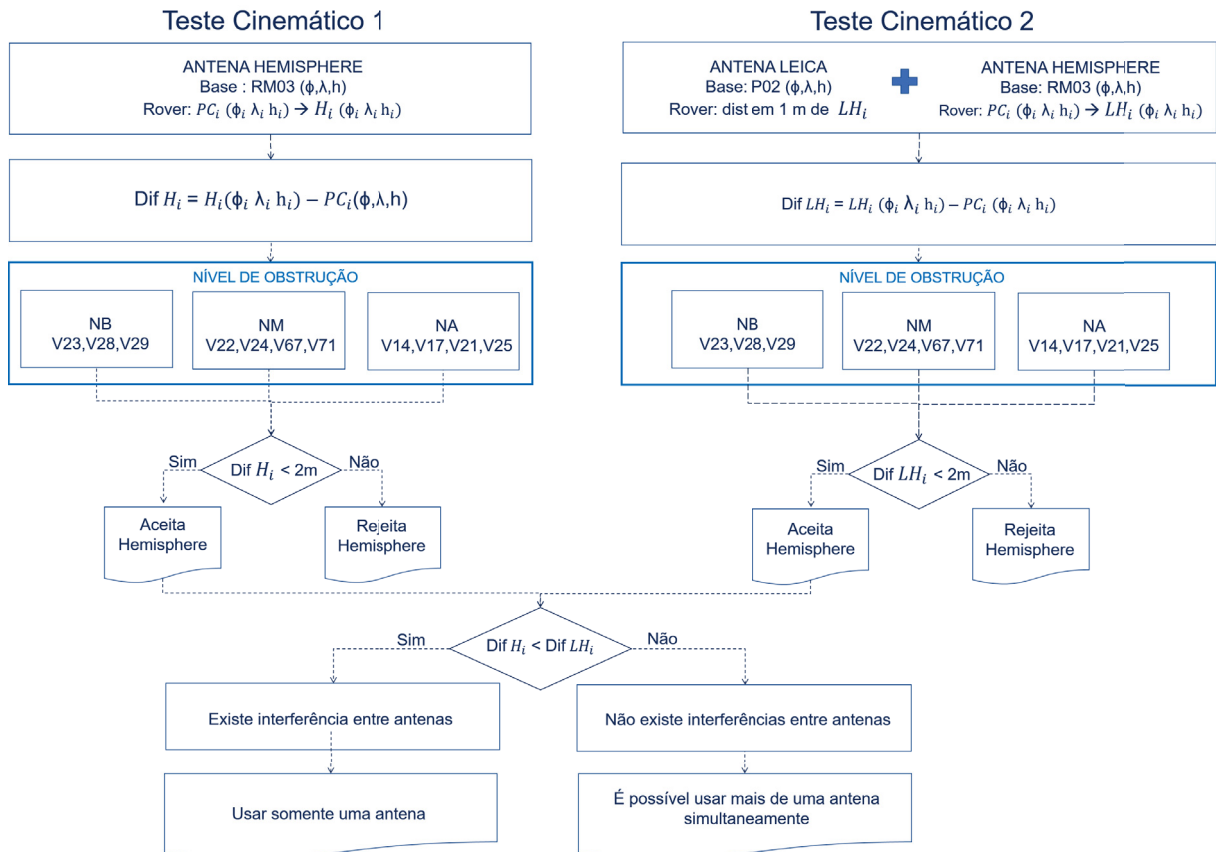 Teste Cinemático 1
ANTENA HEMISPHERE
Base : RM03 (ϕ,λ,h)
Rover: PCᵢ (ϕᵢ λᵢ hᵢ) → Hᵢ (ϕᵢ λᵢ hᵢ)
Dif Hᵢ = Hᵢ(ϕᵢ λᵢ hᵢ) − PCᵢ(ϕ,λ,h)
NÍVEL DE OBSTRUÇÃO
NB
V23,V28,V29
NM
V22,V24,V67,V71
NA
V14,V17,V21,V25
Dif Hᵢ < 2m
Sim
Não
Aceita
Hemisphere
Rejeita
Hemisphere
Teste Cinemático 2
ANTENA LEICA
Base: P02 (ϕ,λ,h)
Rover: dist em 1 m de LHᵢ
ANTENA HEMISPHERE
Base: RM03 (ϕ,λ,h)
Rover: PCᵢ (ϕᵢ λᵢ hᵢ) → LHᵢ (ϕᵢ λᵢ hᵢ)
Dif LHᵢ = LHᵢ (ϕᵢ λᵢ hᵢ) − PCᵢ (ϕᵢ λᵢ hᵢ)
NÍVEL DE OBSTRUÇÃO
NB
V23,V28,V29
NM
V22,V24,V67,V71
NA
V14,V17,V21,V25
Dif LHᵢ < 2m
Sim
Não
Aceita
Hemisphere
Rejeita
Hemisphere
Dif Hᵢ < Dif LHᵢ
Sim
Não
Existe interferência entre antenas
Não existe interferências entre antenas
Usar somente uma antena
É possível usar mais de uma antena
simultaneamente